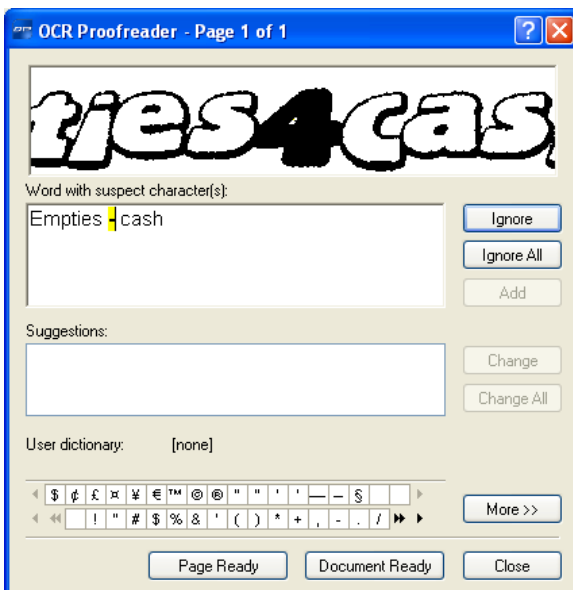 OCR Proofreader - Page 1 of 1
ties4cas
Word with suspect character(s):
Empties - cash
Ignore
Ignore All
Add
Suggestions:
Change
Change All
User dictionary: [none]
$ ¢ £ ¤ ¥ € ™ © ® " " ' ' — – §
! " # $ % & ' ( ) * + , - . /
More >>
Page Ready
Document Ready
Close